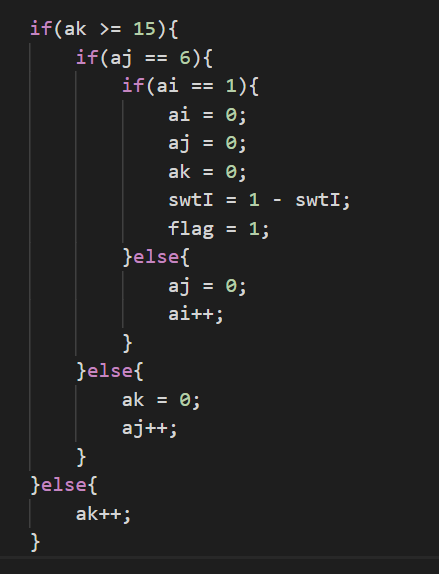 if(ak >= 15){
    if(aj == 6){
        if(ai == 1){
            ai = 0;
            aj = 0;
            ak = 0;
            swtI = 1 - swtI;
            flag = 1;
        }else{
            aj = 0;
            ai++;
        }
    }else{
        ak = 0;
        aj++;
    }
}else{
    ak++;
}